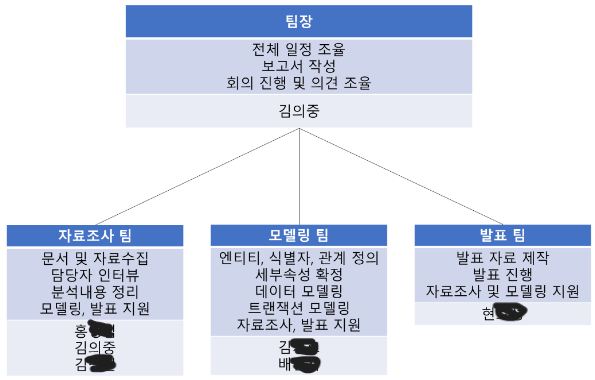 팀장
전체 일정 조율
보고서 작성
회의 진행 및 의견 조율
김의중
자료조사 팀
문서 및 자료수집
담당자 인터뷰
분석내용 정리
모델링, 발표 지원
홍
김의중
김
모델링 팀
엔티티, 식별자, 관계 정의
세부속성 확정
데이터 모델링
트랜잭션 모델링
자료조사, 발표 지원
김
배
발표 팀
발표 자료 제작
발표 진행
자료조사 및 모델링 지원
현